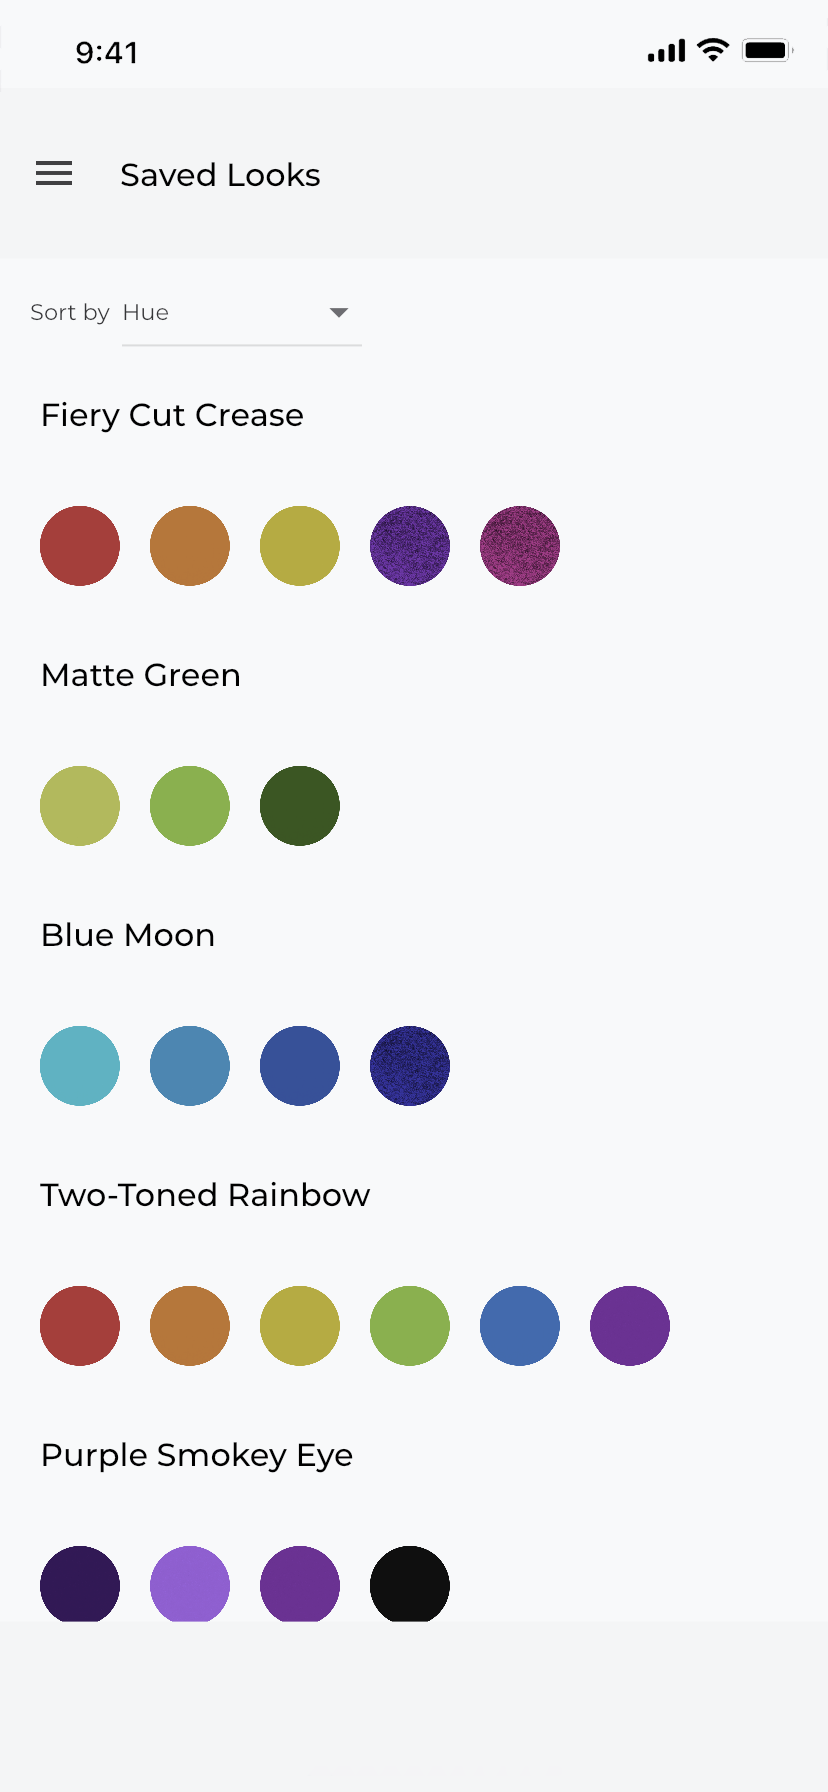 9:41
Saved Looks
Sort by Hue
Fiery Cut Crease
Matte Green
Blue Moon
Two-Toned Rainbow
Purple Smokey Eye